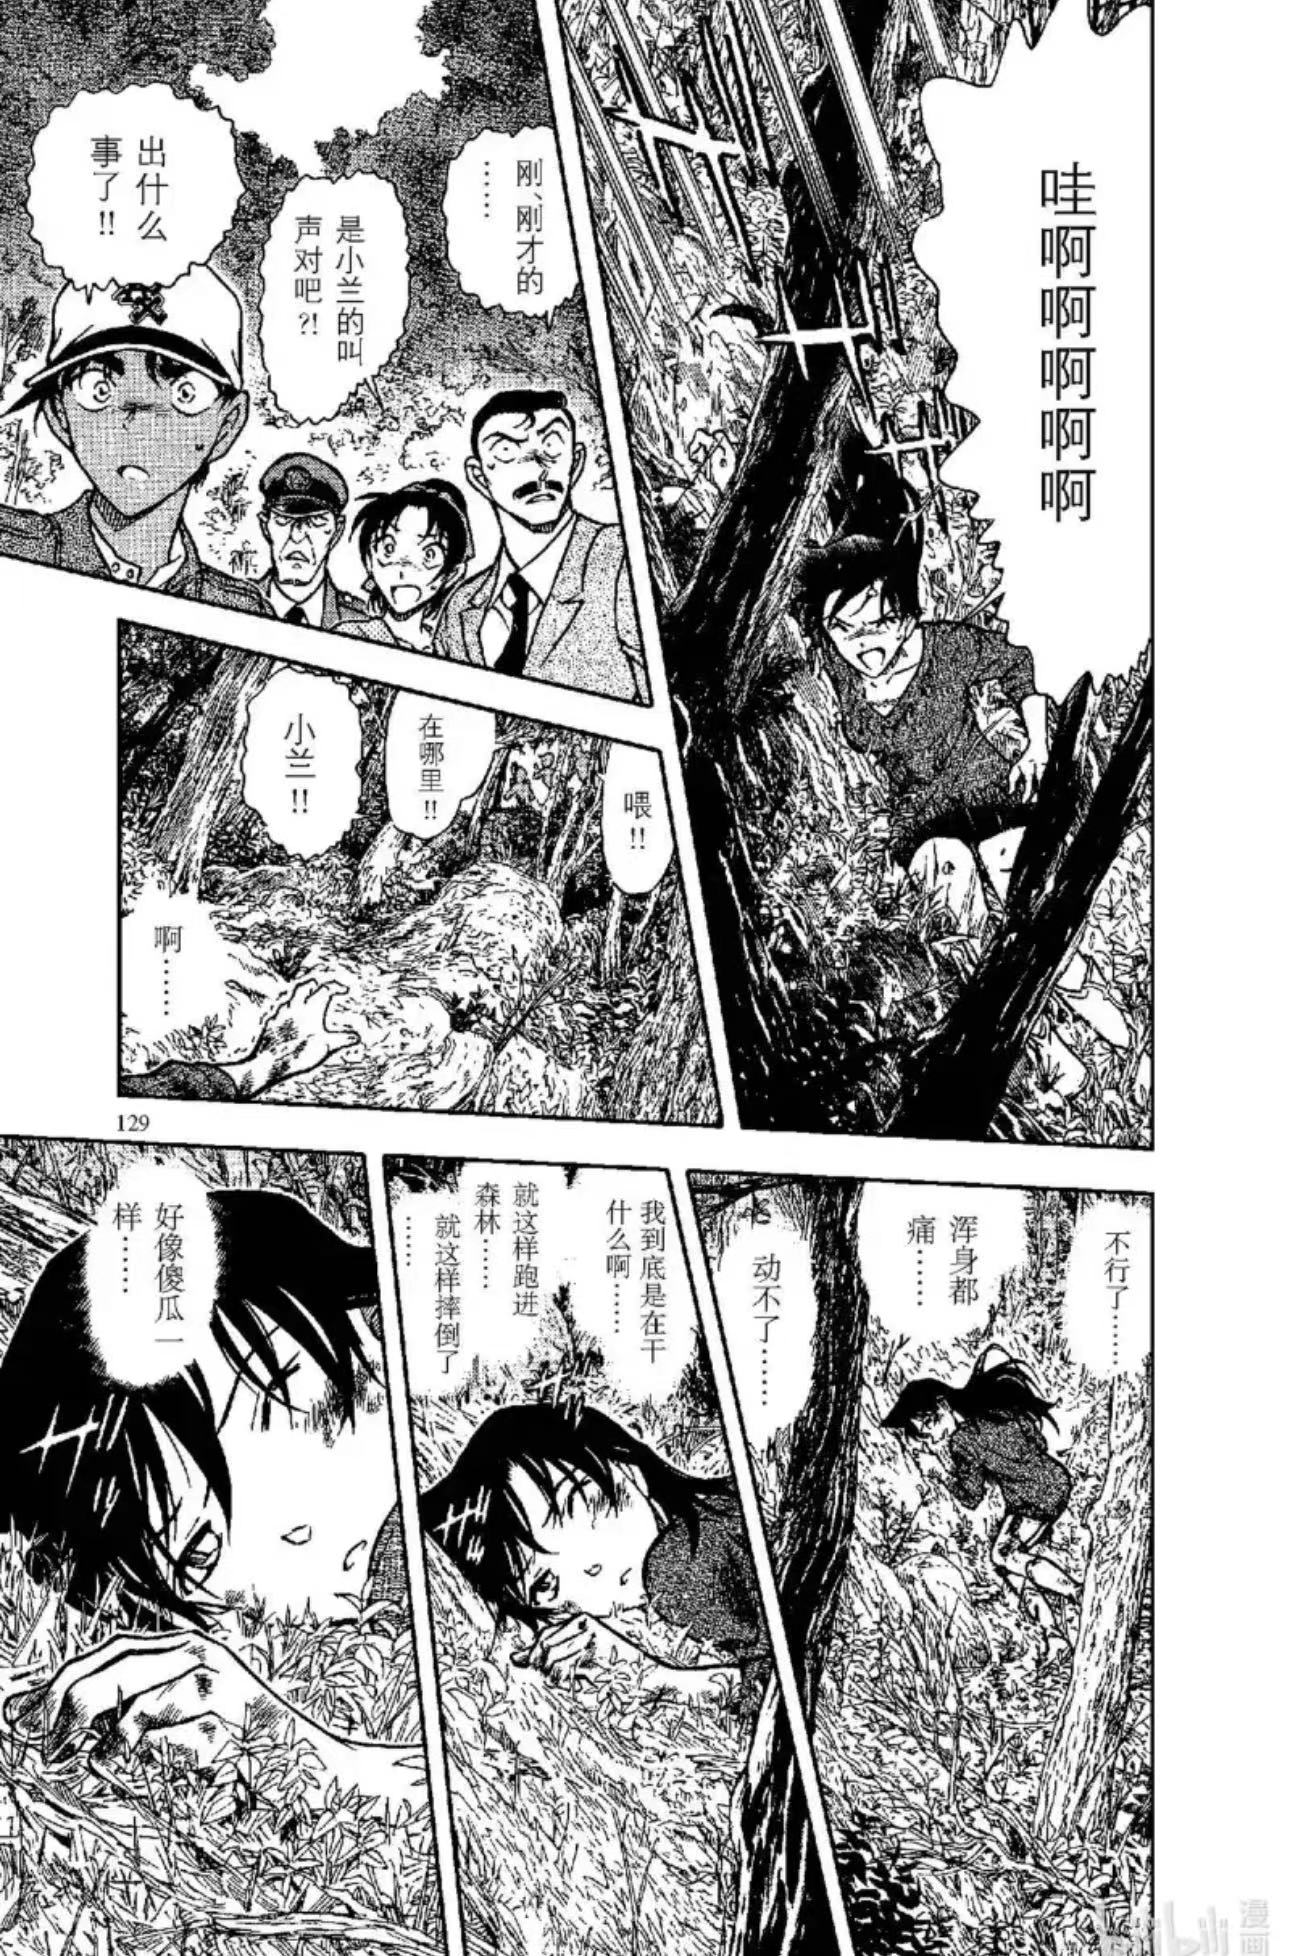 哇啊啊啊啊啊
刚、刚才的
……
是小兰的叫
声对吧?!
出什么
事了!!
喂!!
在哪里!!
小兰!!
啊……
129
不行了……
浑身都
痛……
动不了……
我到底是在干
什么啊……
就这样跑进
森林……
就这样摔倒了
……
好像傻瓜一
样……
bilibili
漫画